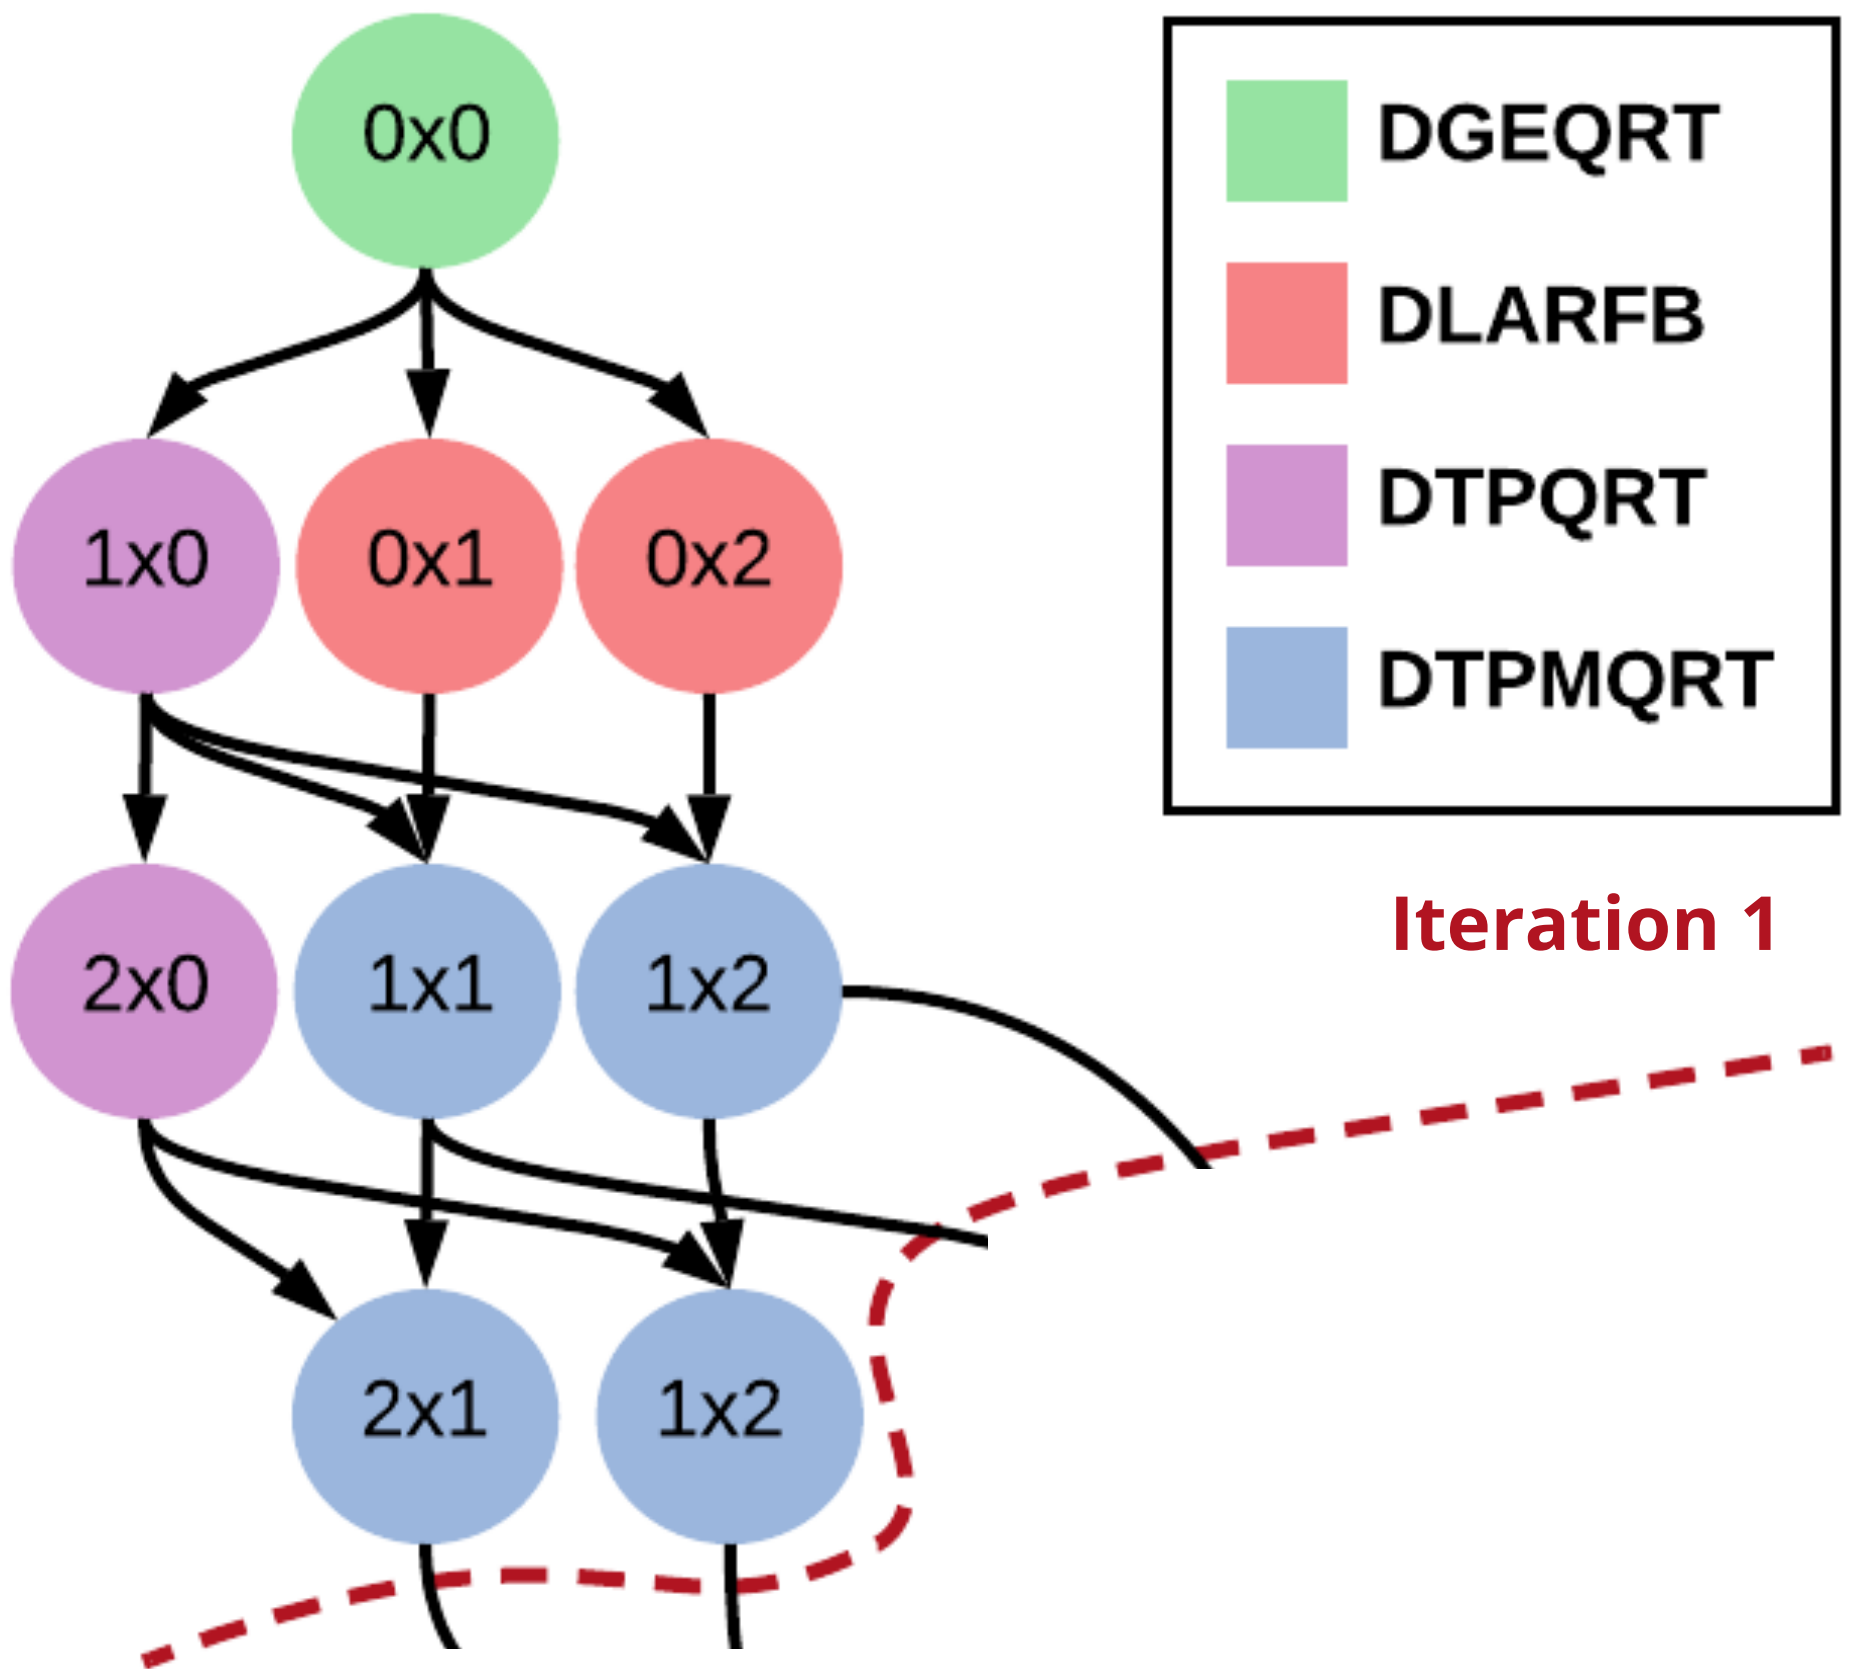 0x0
1x0 0x1 0x2
2x0 1x1 1x2
2x1 1x2
DGEQRT
DLARFB
DTPQRT
DTPMQRT
Iteration 1